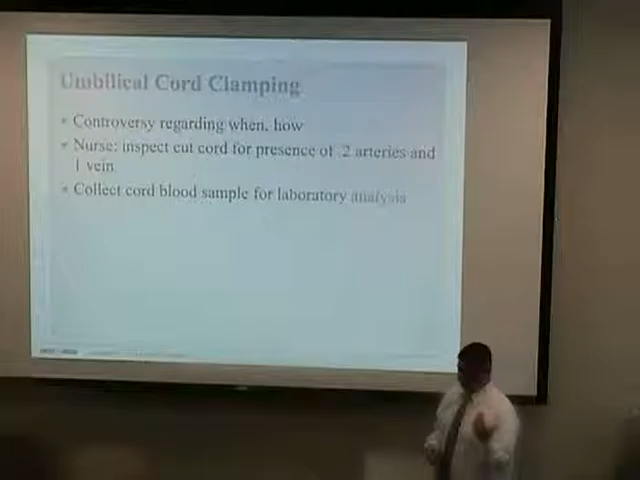 Umbilical Cord Clamping
Controversy regarding when, how
Nurse: inspect cut cord for presence of 2 arteries and
1 vein
Collect cord blood sample for laboratory analysis